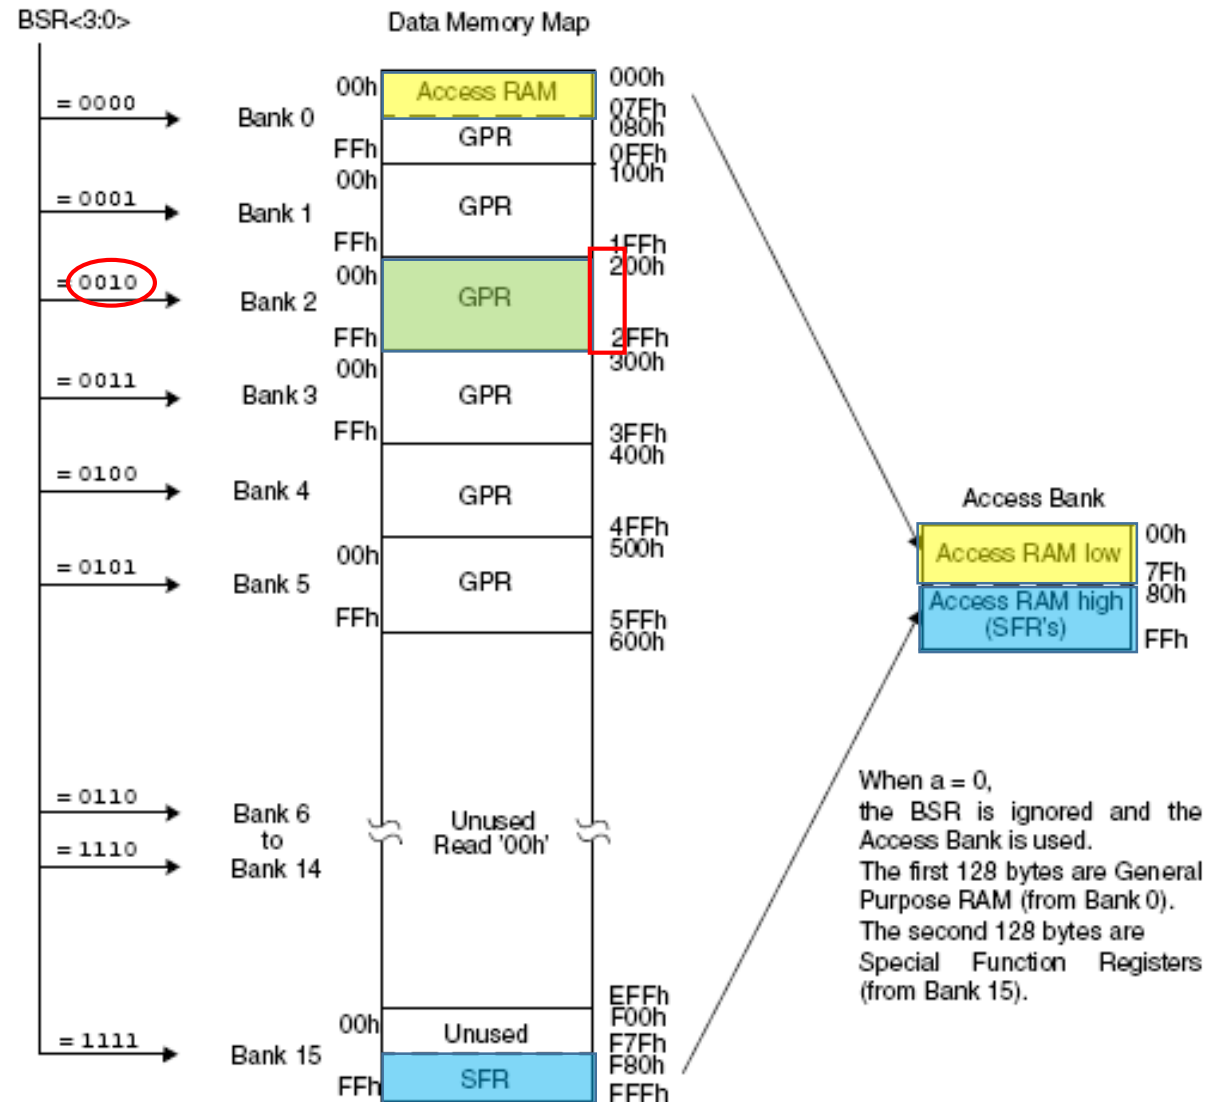 BSR<3:0>
Data Memory Map
= 0000
Bank 0
00h
Access RAM
000h
07Fh
080h
GPR
FFh
0FFh
= 0001
Bank 1
00h
GPR
100h
FFh
1FFh
= 0010
Bank 2
00h
GPR
200h
FFh
2FFh
= 0011
Bank 3
00h
GPR
300h
FFh
3FFh
= 0100
Bank 4
GPR
400h
4FFh
= 0101
Bank 5
00h
GPR
500h
FFh
5FFh
600h
= 0110
Bank 6
to
= 1110
Bank 14
Unused
Read '00h'
EFFh
= 1111
Bank 15
00h
Unused
F00h
F7Fh
F80h
SFR
FFh
FFFh
Access Bank
Access RAM low
00h
7Fh
Access RAM high
(SFR's)
80h
FFh
When a = 0,
the BSR is ignored and the
Access Bank is used.
The first 128 bytes are General
Purpose RAM (from Bank 0).
The second 128 bytes are
Special Function Registers
(from Bank 15).